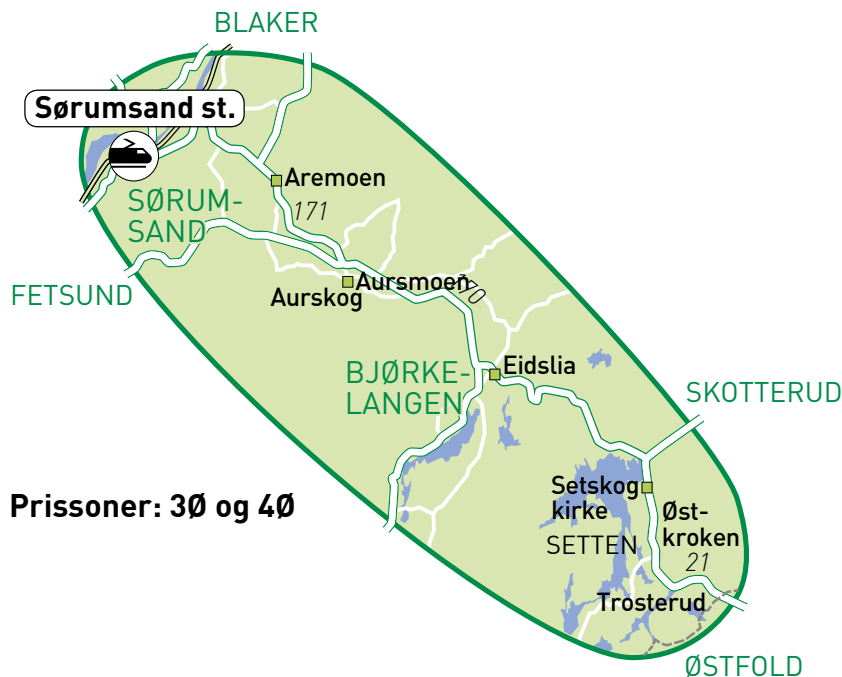 BLAKER
Sørumsand st.
Aremoen
SØRUM-
SAND
171
FETSUND
Aursmoen
170
Aurskog
Eidslia
BJØRKE-
LANGEN
SKOTTERUD
Setskog
kirke
Øst-
kroken
Prissoner: 3Ø og 4Ø
SETTEN
21
Trosterud
ØSTFOLD